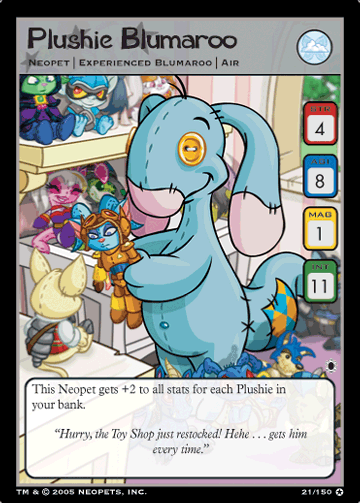 Plushie Blumaroo
Neopet | Experienced Blumaroo | Air
STR
4
AGI
8
MAG
1
INT
11
This Neopet gets +2 to all stats for each Plushie in
your bank.
“Hurry, the Toy Shop just restocked! Hehe . . . gets him
every time.”
TM & © 2005 NEOPETS, INC.
21/150